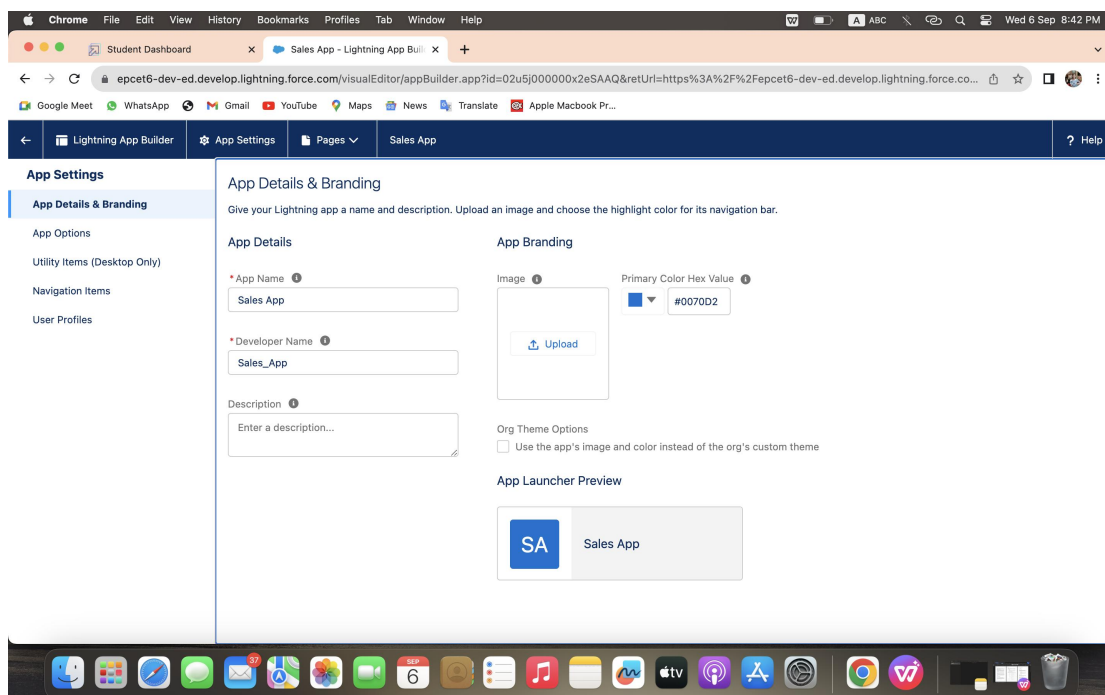 Chrome File Edit View History Bookmarks Profiles Tab Window Help A ABC Wed 6 Sep 8:42 PM
Student Dashboard Sales App - Lightning App Buil
epcet6-dev-ed.develop.lightning.force.com/visualEditor/appBuilder.app?id=02u5j000000x2eSAAQ&retUrl=https%3A%2F%2Fepcet6-dev-ed.develop.lightning.force.co...
Google Meet WhatsApp Gmail YouTube Maps News Translate Apple Macbook Pr...
Lightning App Builder App Settings Pages Sales App ? Help
App Settings
App Details & Branding
App Options
Utility Items (Desktop Only)
Navigation Items
User Profiles
App Details & Branding
Give your Lightning app a name and description. Upload an image and choose the highlight color for its navigation bar.
App Details
*App Name
Sales App
*Developer Name
Sales_App
Description
Enter a description...
App Branding
Image
Upload
Primary Color Hex Value
#0070D2
Org Theme Options
Use the app's image and color instead of the org's custom theme
App Launcher Preview
SA Sales App
37
SEP
6
tv